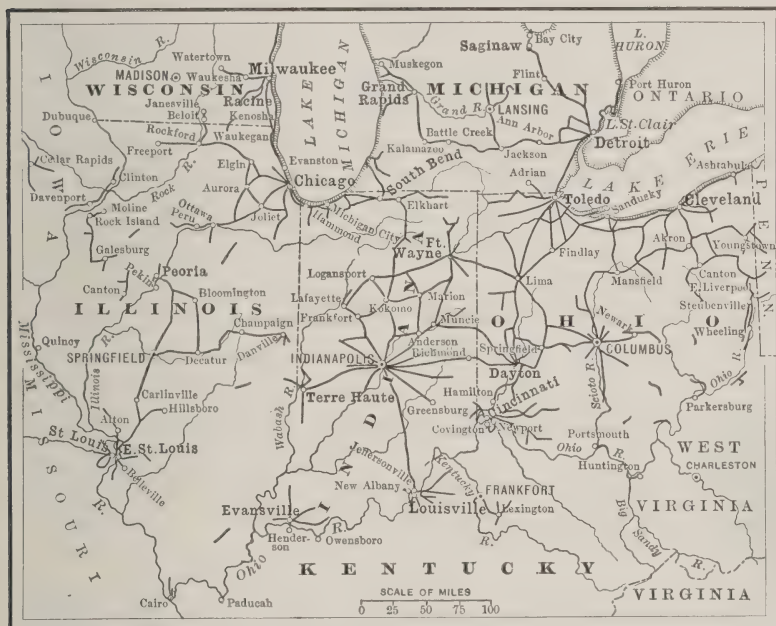 Wisconsin R.
Watertown
MADISON
Waukesha
Milwaukee
WISCONSIN
Racine
Janesville
Beloit
Kenosha
Dubuque
Rockford
Waukegan
Freeport
IOWA
Cedar Rapids
Clinton
Rock R.
Elgin
Evanston
Chicago
Aurora
Davenport
Moline
Rock Island
Ottawa
Peru
Joliet
Galesburg
LAKE MICHIGAN
Muskegon
Grand Rapids
MICHIGAN
Saginaw
Bay City
Flint
L. HURON
Port Huron
ONTARIO
Grand R.
LANSING
Ann Arbor
L. St. Clair
Detroit
Battle Creek
Kalamazoo
Jackson
Adrian
LAKE ERIE
Ashtabula
South Bend
Elkhart
Michigan City
Hammond
Toledo
Sandusky
Cleveland
PENN
Ft. Wayne
Findlay
Akron
Youngstown
Lima
Mansfield
Canton
E. Liverpool
Steubenville
Wheeling
Pekin
Peoria
Canton
Bloomington
ILLINOIS
Champaign
Danville
Quincy
SPRINGFIELD
Decatur
Mississippi R.
Illinois R.
Carlinville
Hillsboro
Alton
St Louis
E. St. Louis
Belleville
MISSOURI
Cairo
Paducah
Logansport
Lafayette
Kokomo
Marion
Frankfort
Muncie
Anderson
Richmond
INDIANAPOLIS
INDIANA
Terre Haute
Wabash R.
Greensburg
Jeffersonville
New Albany
Louisville
Evansville
Henderson
Owensboro
Ohio R.
OHIO
Newark
COLUMBUS
Springfield
Dayton
Hamilton
Cincinnati
Covington
Newport
Scioto R.
Portsmouth
Ohio R.
Huntington
Ohio R.
Parkersburg
WEST VIRGINIA
CHARLESTON
Kentucky R.
FRANKFORT
Lexington
Big Sandy R.
KENTUCKY
VIRGINIA
SCALE OF MILES
0 25 50 75 100